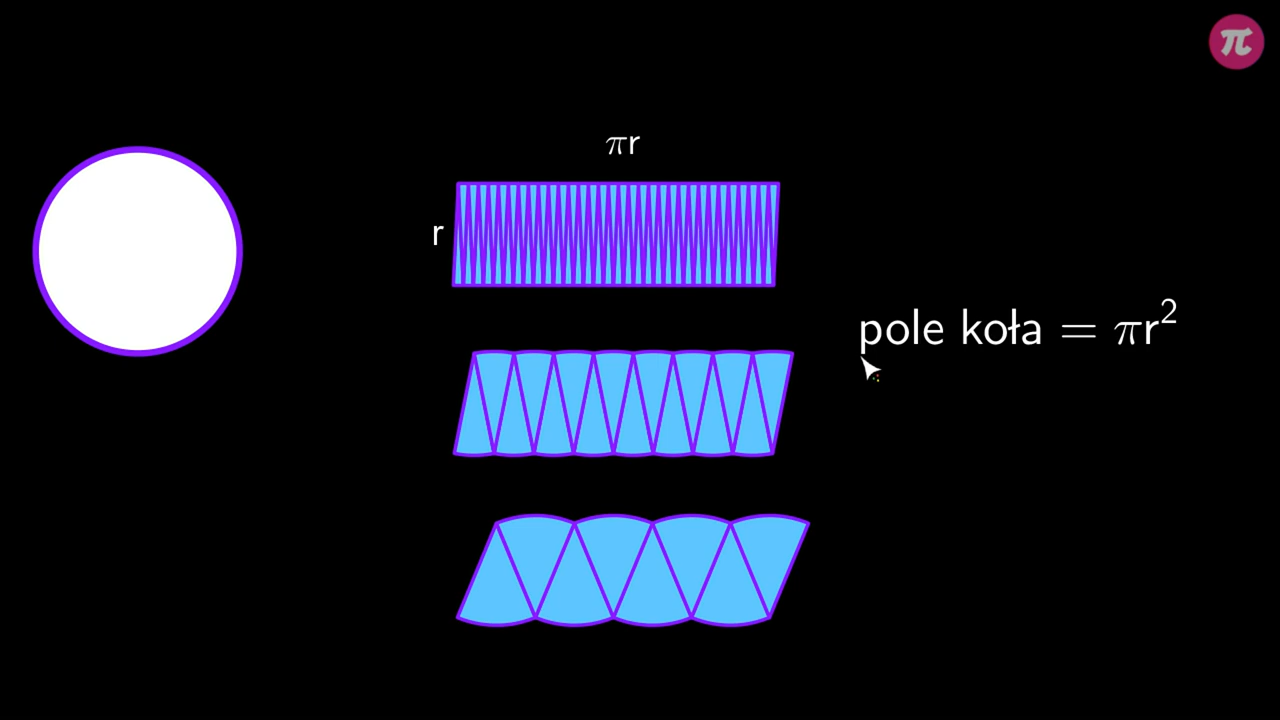 π
πr
r
pole koła = πr²